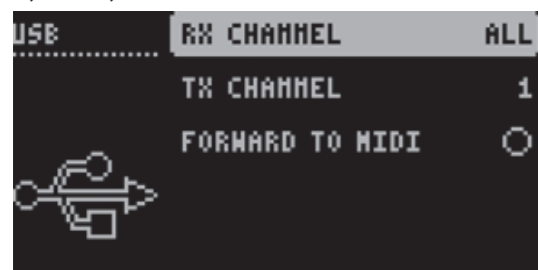 USB
RX CHANNEL ALL
TX CHANNEL 1
FORWARD TO MIDI